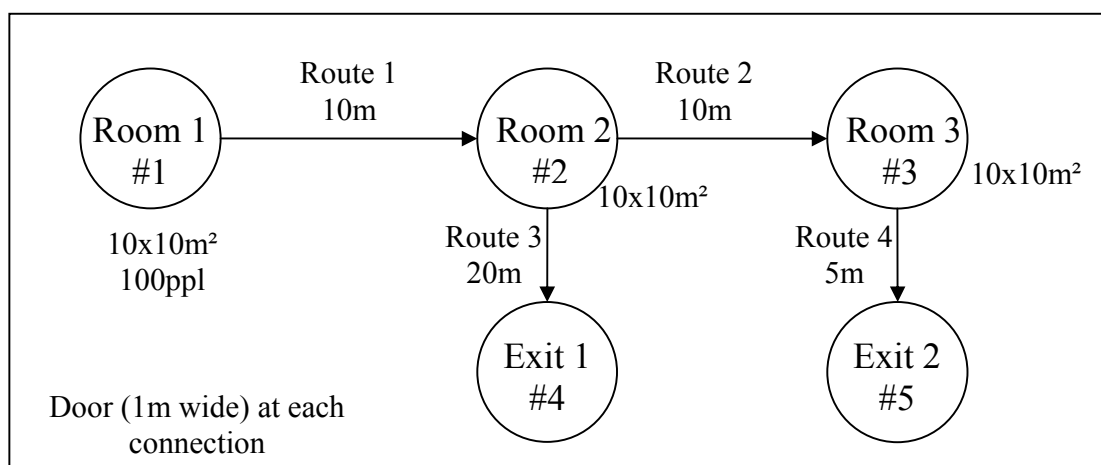 Route 1
10m
Route 2
10m
Room 1
#1
Room 2
#2
Room 3
#3
10x10m²
10x10m²
10x10m²
100ppl
Route 3
20m
Route 4
5m
Exit 1
#4
Exit 2
#5
Door (1m wide) at each
connection